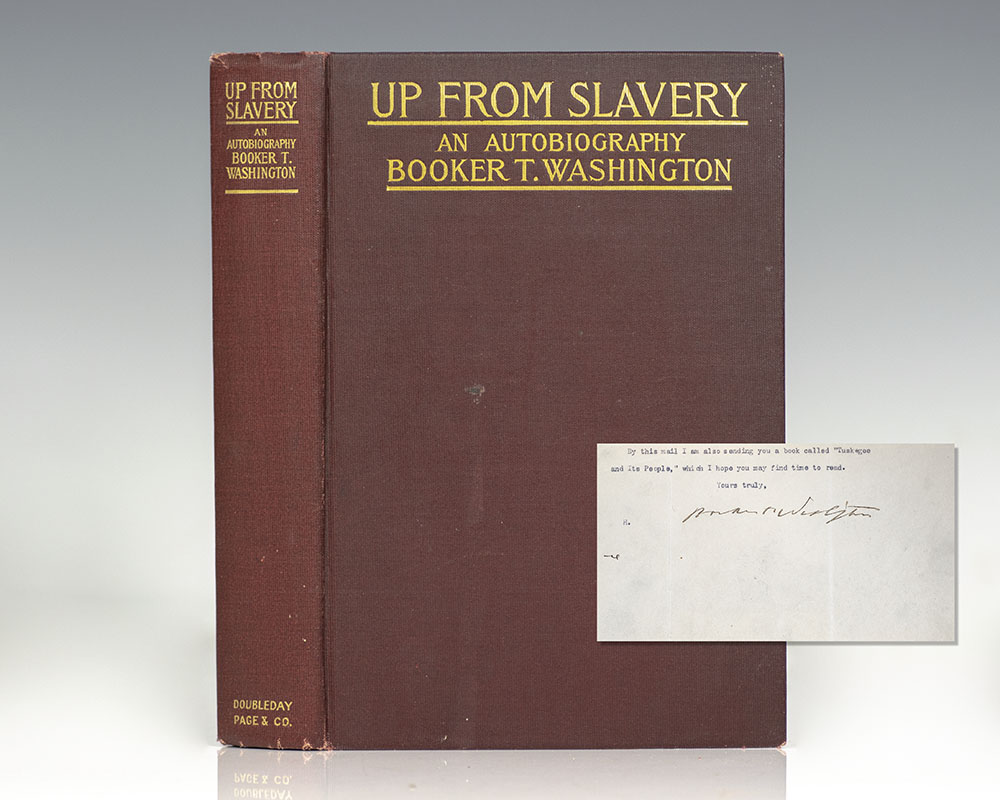 UP FROM
SLAVERY
AN
AUTOBIOGRAPHY
BOOKER T.
WASHINGTON
DOUBLEDAY
PAGE & CO.
UP FROM SLAVERY
AN AUTOBIOGRAPHY
BOOKER T. WASHINGTON
By this mail I am also sending you a book called "Tuskegee
and Its People," which I hope you may find time to read.
Yours truly,
H.